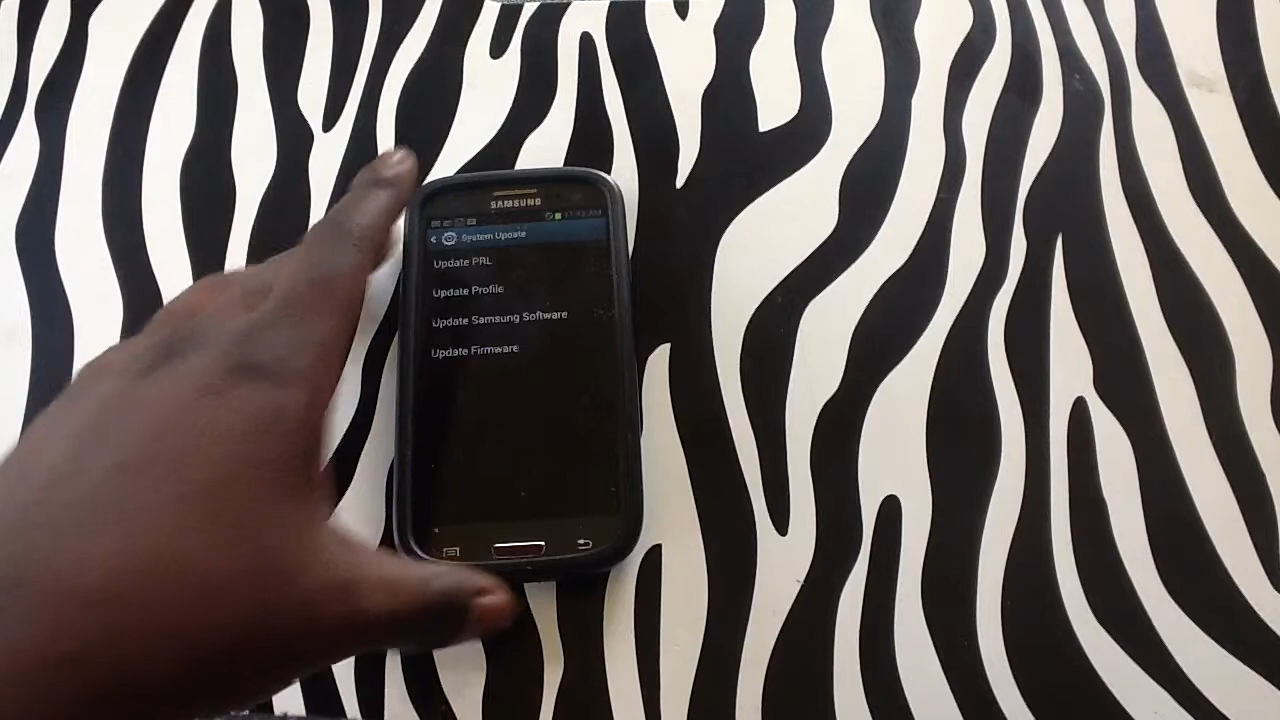 SAMSUNG
System Update
Update PRL
Update Profile
Update Samsung Software
Update Firmware